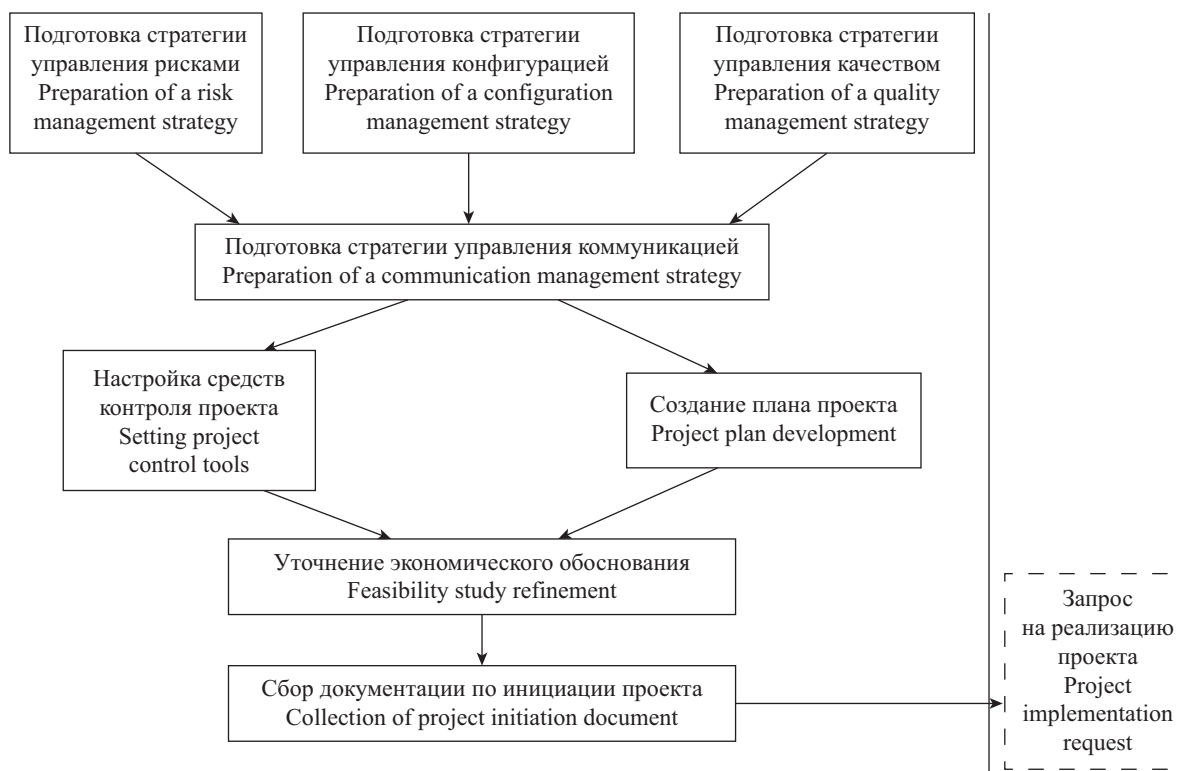 Подготовка стратегии
управления рисками
Preparation of a risk
management strategy
Подготовка стратегии
управления конфигурацией
Preparation of a configuration
management strategy
Подготовка стратегии
управления качеством
Preparation of a quality
management strategy
Подготовка стратегии управления коммуникацией
Preparation of a communication management strategy
Настройка средств
контроля проекта
Setting project
control tools
Создание плана проекта
Project plan development
Уточнение экономического обоснования
Feasibility study refinement
Сбор документации по инициации проекта
Collection of project initiation document
Запрос
на реализацию
проекта
Project
implementation
request